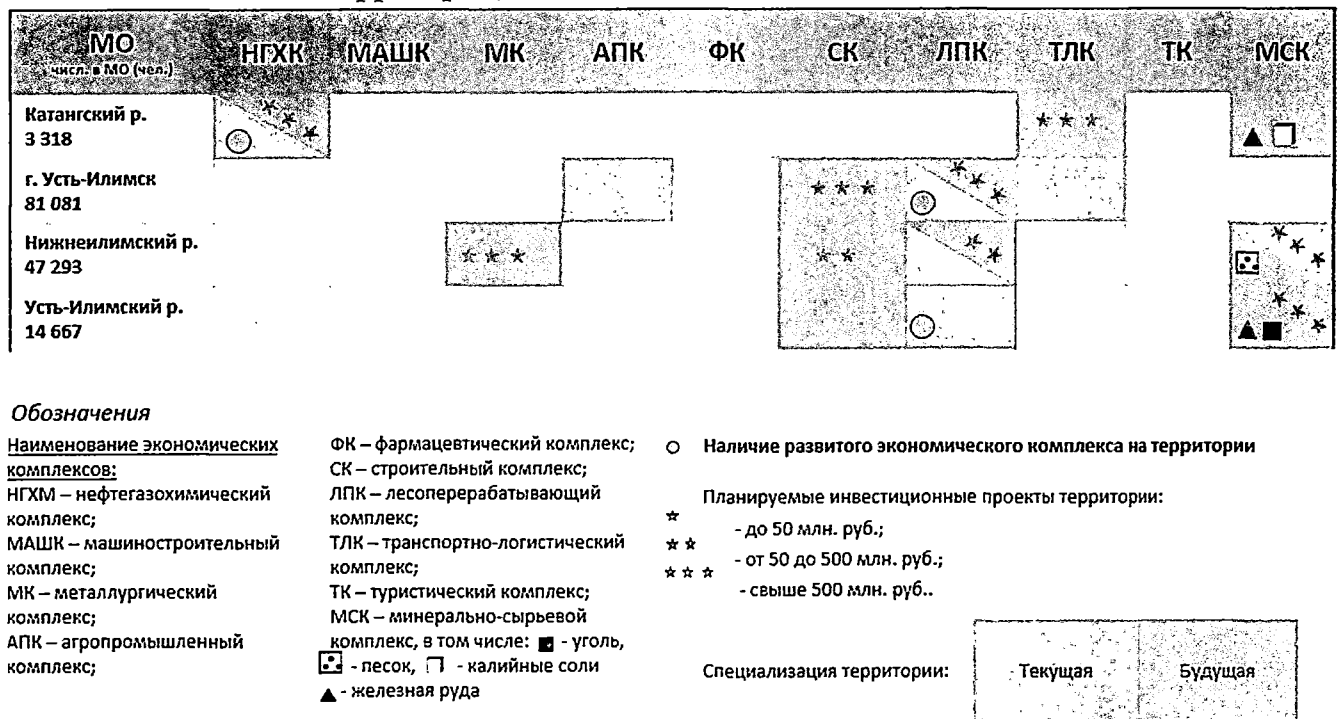 МО НГХК МАШК МК АПК ФК СК ЛПК ТЛК ТК МСК
числ. в МО (чел.)
Катангский р.
3 318
г. Усть-Илимск
81 081
Нижнеилимский р.
47 293
Усть-Илимский р.
14 667
Обозначения
Наименование экономических
комплексов:
НГХМ – нефтегазохимический
комплекс;
МАШК – машиностроительный
комплекс;
МК – металлургический
комплекс;
АПК – агропромышленный
комплекс;
ФК – фармацевтический комплекс;
СК – строительный комплекс;
ЛПК – лесоперерабатывающий
комплекс;
ТЛК – транспортно-логистический
комплекс;
ТК – туристический комплекс;
МСК – минерально-сырьевой
комплекс, в том числе: - уголь,
- песок, - калийные соли
- железная руда
Наличие развитого экономического комплекса на территории
Планируемые инвестиционные проекты территории:
- до 50 млн. руб.;
- от 50 до 500 млн. руб.;
- свыше 500 млн. руб..
Специализация территории: Текущая Будущая